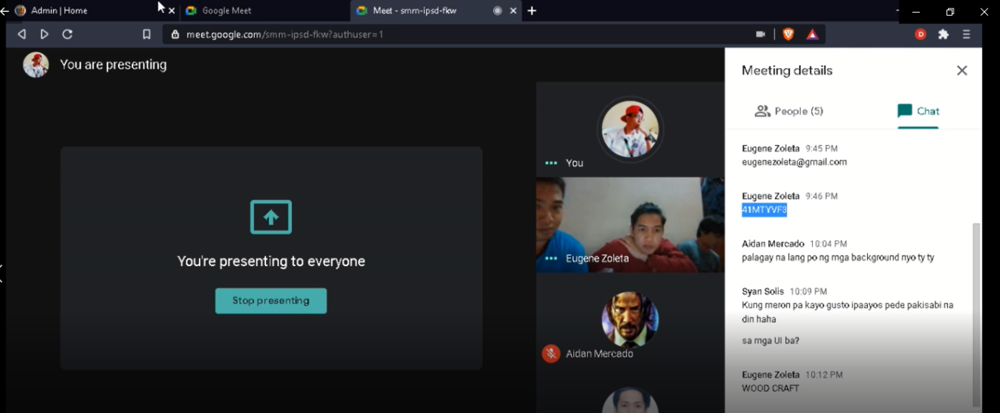 Admin | Home
Google Meet
Meet - smm-ipsd-fkw
meet.google.com/smm-ipsd-fkw?authuser=1
D
You are presenting
You're presenting to everyone
Stop presenting
You
Eugene Zoleta
Aidan Mercado
Meeting details
People (5)
Chat
Eugene Zoleta 9:45 PM
eugenezoleta@gmail.com
Eugene Zoleta 9:46 PM
41MTYVF3
Aidan Mercado 10:04 PM
palagay na lang po ng mga background nyo ty ty
Syan Solis 10:09 PM
Kung meron pa kayo gusto ipaayos pede pakisabi na
din haha
sa mga UI ba?
Eugene Zoleta 10:12 PM
WOOD CRAFT